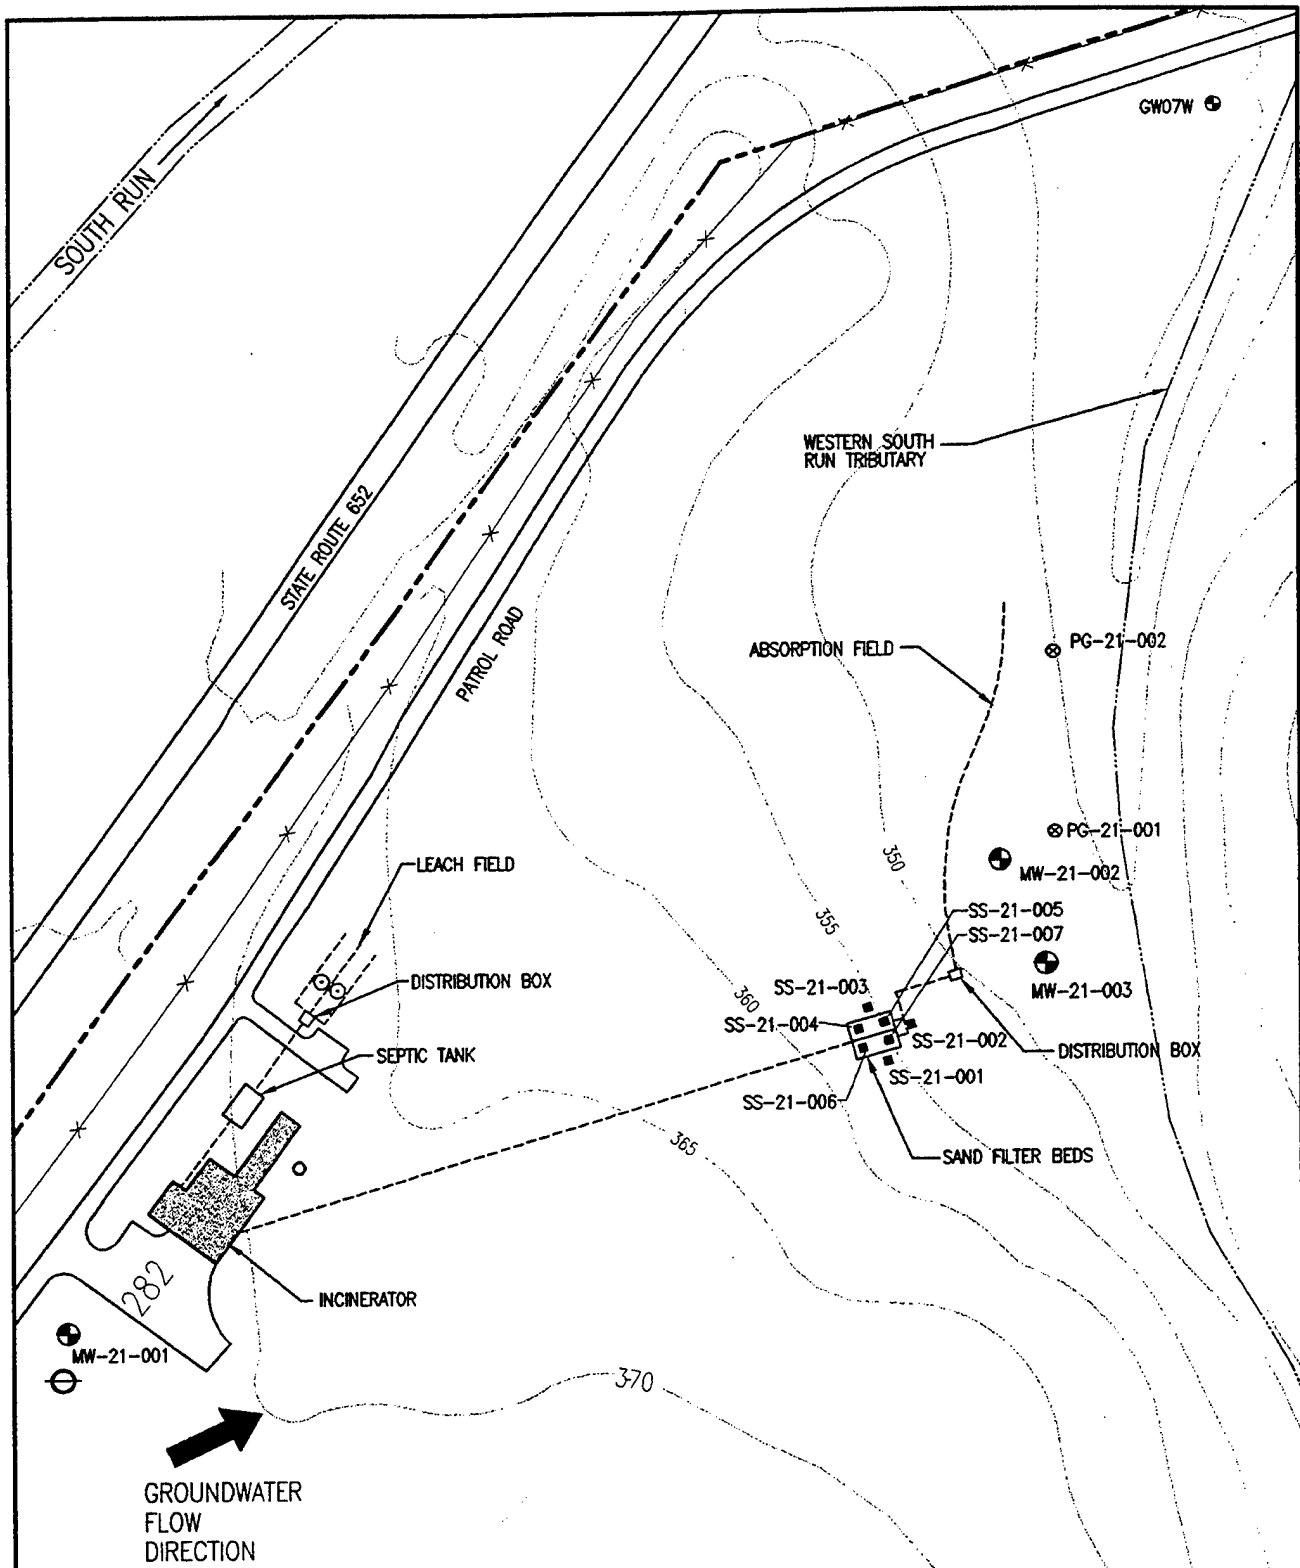 GW07W
SOUTH RUN
WESTERN SOUTH
RUN TRIBUTARY
STATE ROUTE 652
PATROL ROAD
ABSORPTION FIELD
PG-21-002
PG-21-001
MW-21-002
350
LEACH FIELD
SS-21-005
355
SS-21-007
DISTRIBUTION BOX
SS-21-003
MW-21-003
360
SS-21-004
SS-21-002
DISTRIBUTION BOX
SEPTIC TANK
SS-21-001
SS-21-006
365
SAND FILTER BEDS
282
INCINERATOR
MW-21-001
370
GROUNDWATER
FLOW
DIRECTION